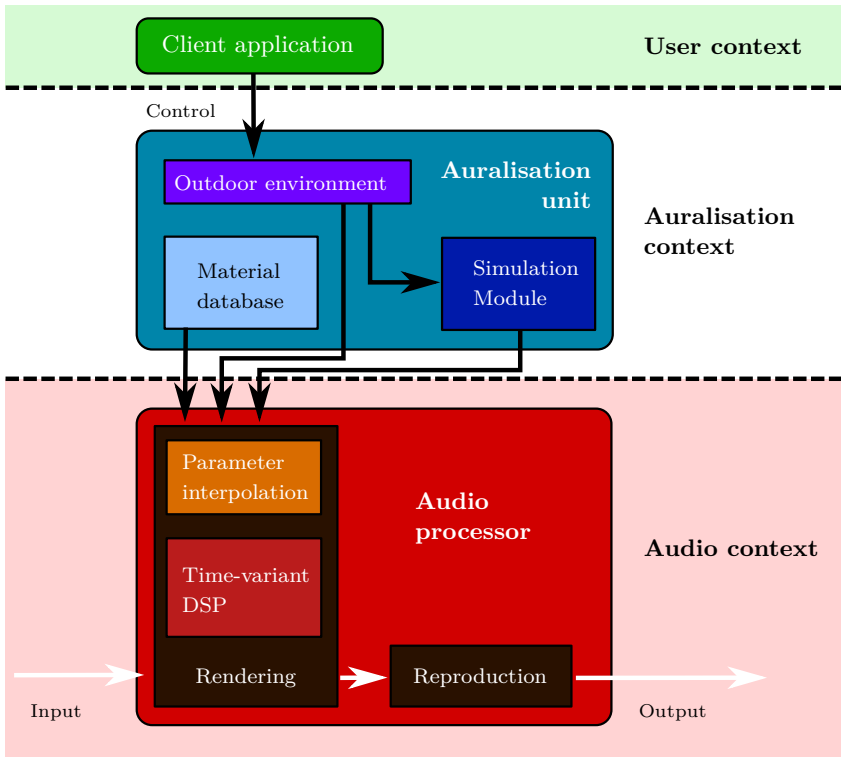 Client application
User context
Control
Outdoor environment
Auralisation
unit
Auralisation
context
Material
database
Simulation
Module
Parameter
interpolation
Audio
processor
Audio context
Time-variant
DSP
Rendering
Reproduction
Input
Output